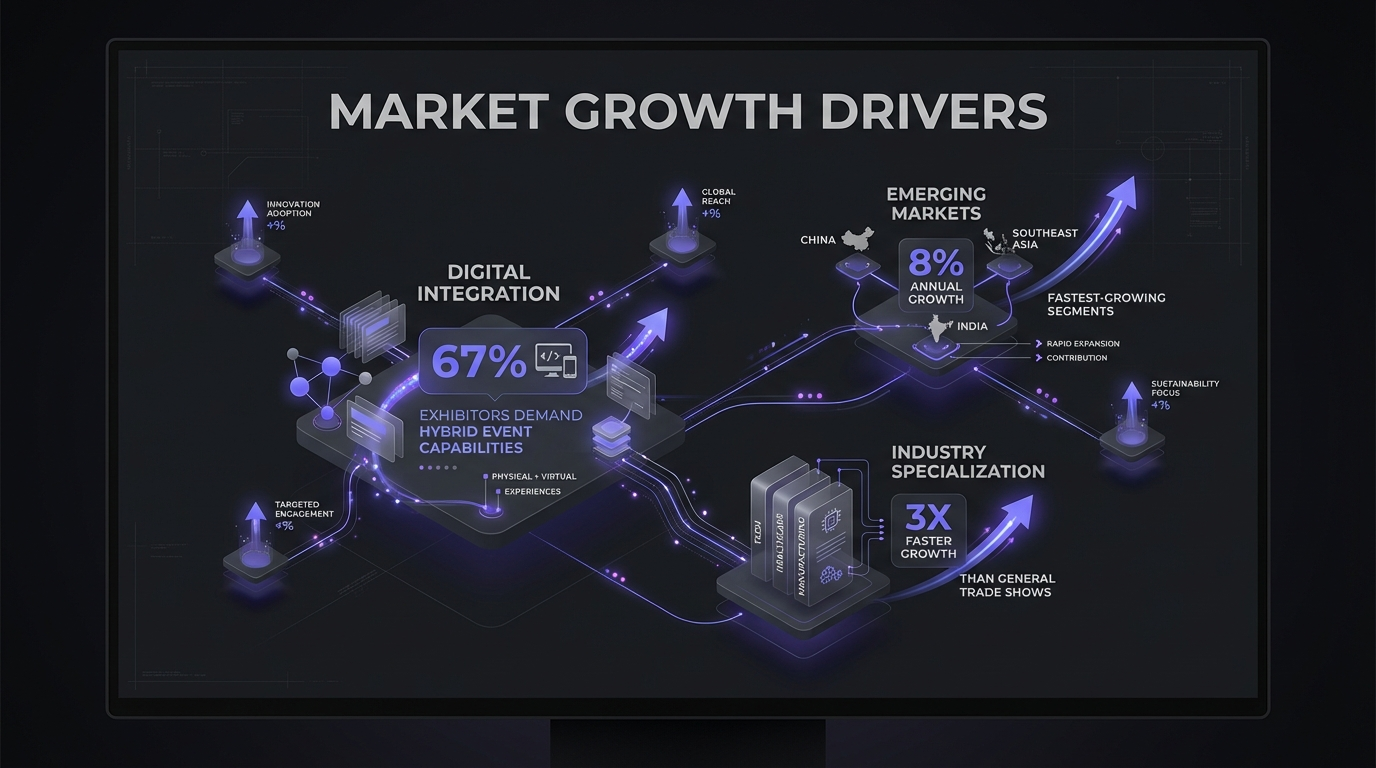 MARKET GROWTH DRIVERS
INNOVATION
ADOPTION
GLOBAL
REACH
EMERGING
MARKETS
CHINA
SOUTHEAST
ASIA
8%
ANNUAL
GROWTH
INDIA
FASTEST-GROWING
SEGMENTS
RAPID EXPANSION
CONTRIBUTION
DIGITAL
INTEGRATION
67%
</>
EXHIBITORS DEMAND
HYBRID EVENT
CAPABILITIES
PHYSICAL + VIRTUAL
EXPERIENCES
SUETAINABILITY
FOCUS
TARGETED
ENGAGEMENT
INDUSTRY
SPECIALIZATION
3X
FASTER
GROWTH
THAN GENERAL
TRADE SHOWS